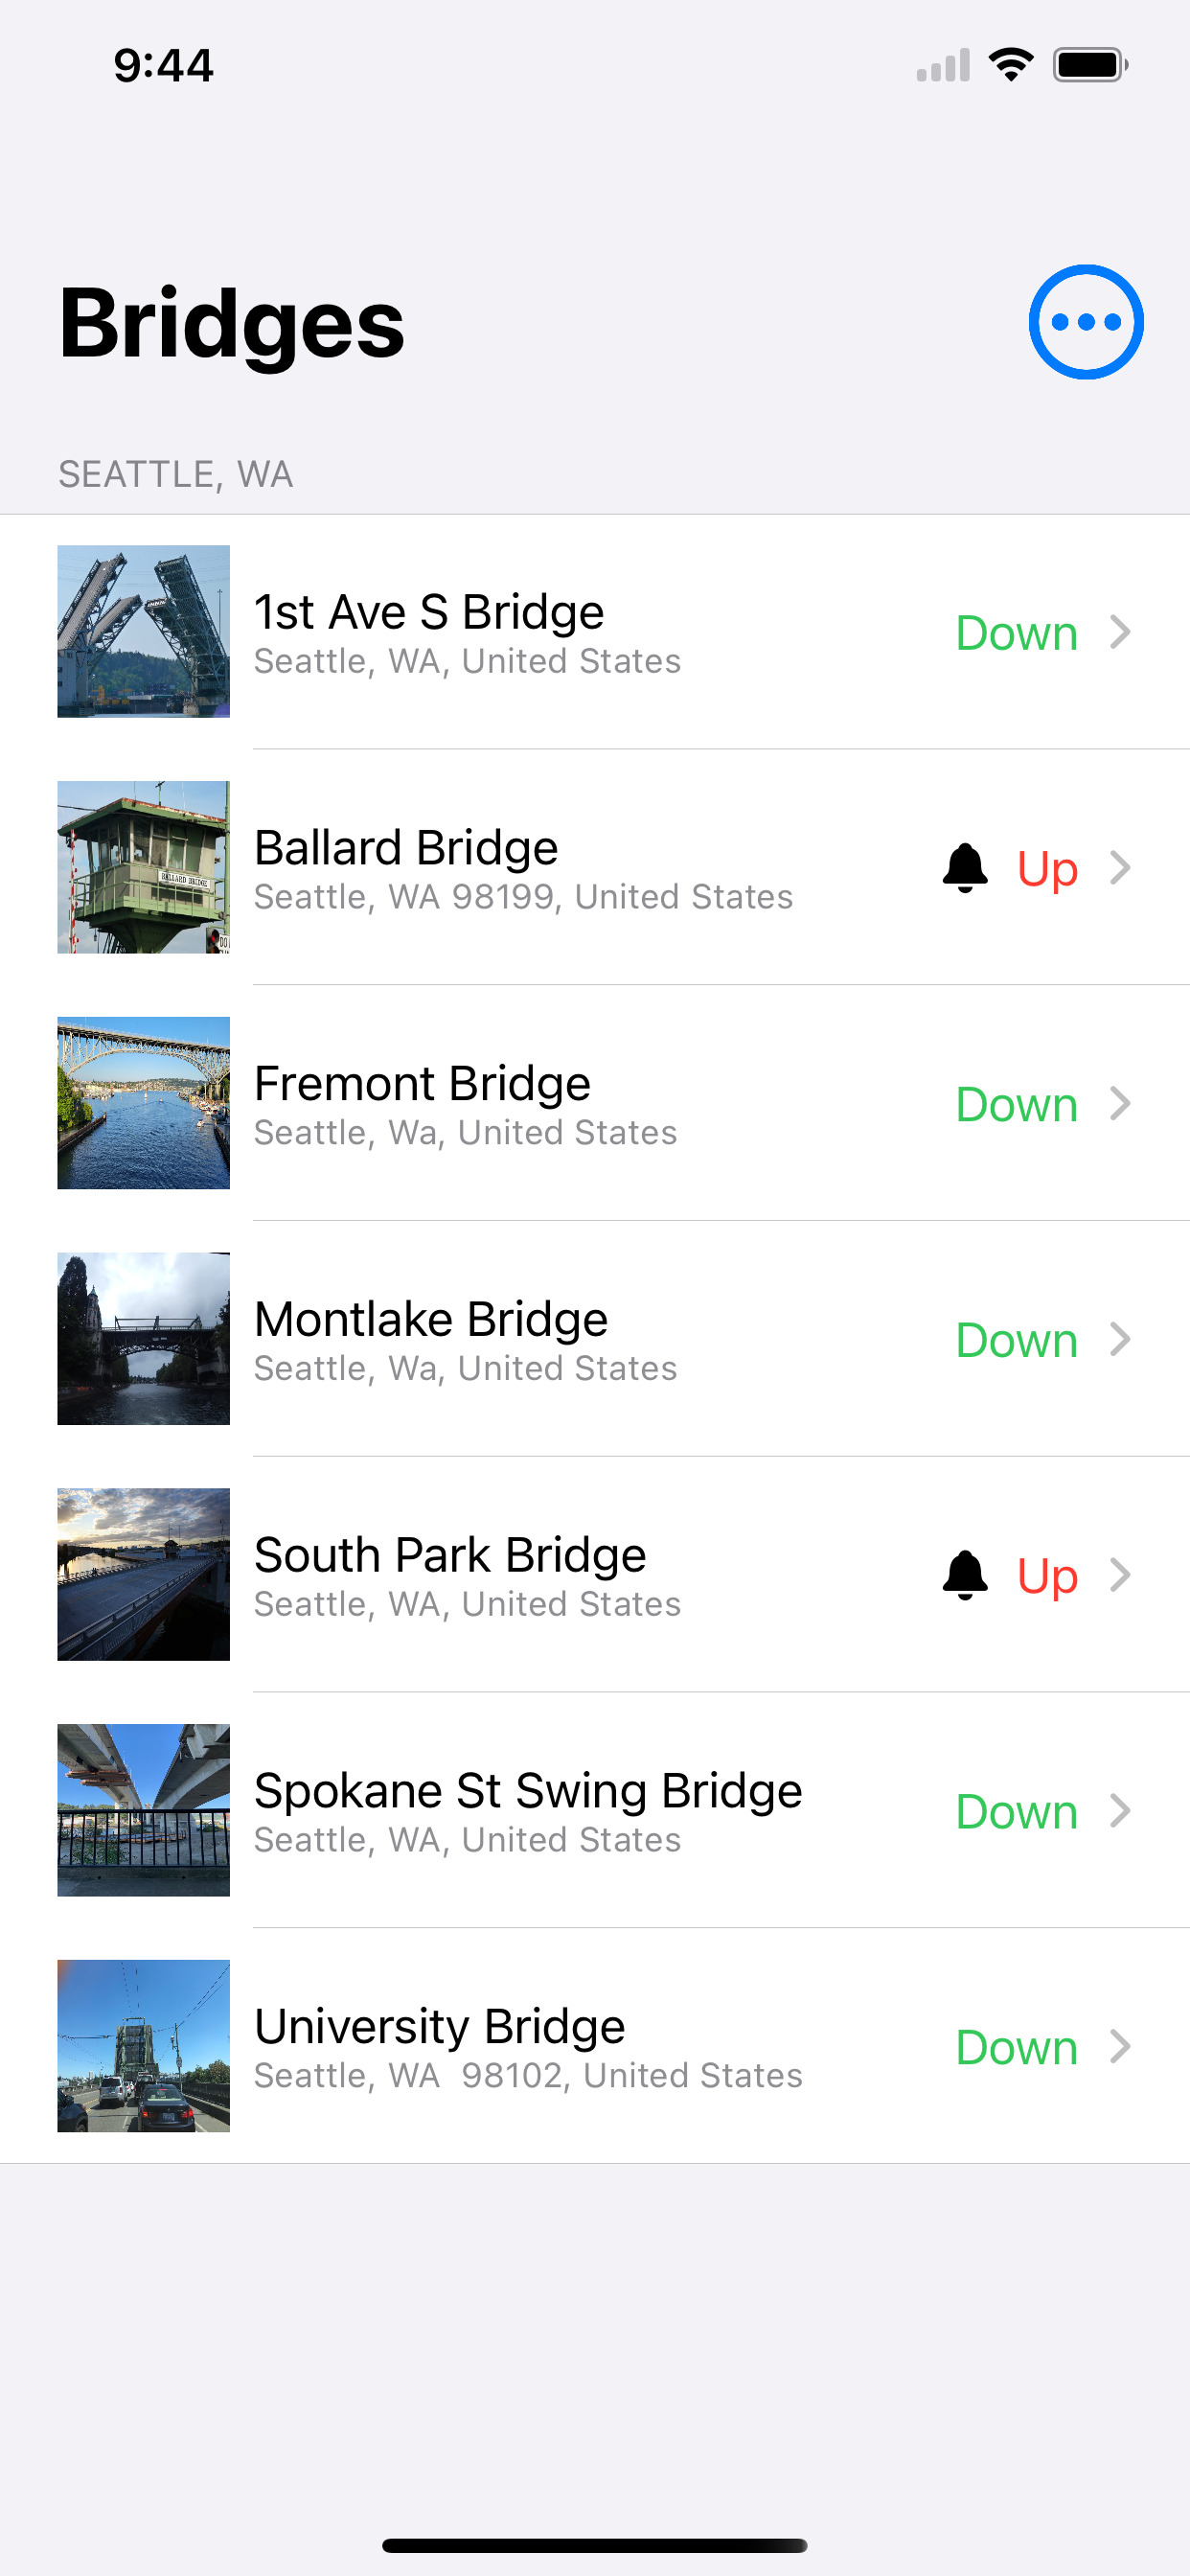 9:44
Bridges
SEATTLE, WA
1st Ave S Bridge
Seattle, WA, United States
Down
BALLARD BRIDGE
Ballard Bridge
Seattle, WA 98199, United States
Up
Fremont Bridge
Seattle, Wa, United States
Down
Montlake Bridge
Seattle, Wa, United States
Down
South Park Bridge
Seattle, WA, United States
Up
Spokane St Swing Bridge
Seattle, WA, United States
Down
University Bridge
Seattle, WA  98102, United States
Down